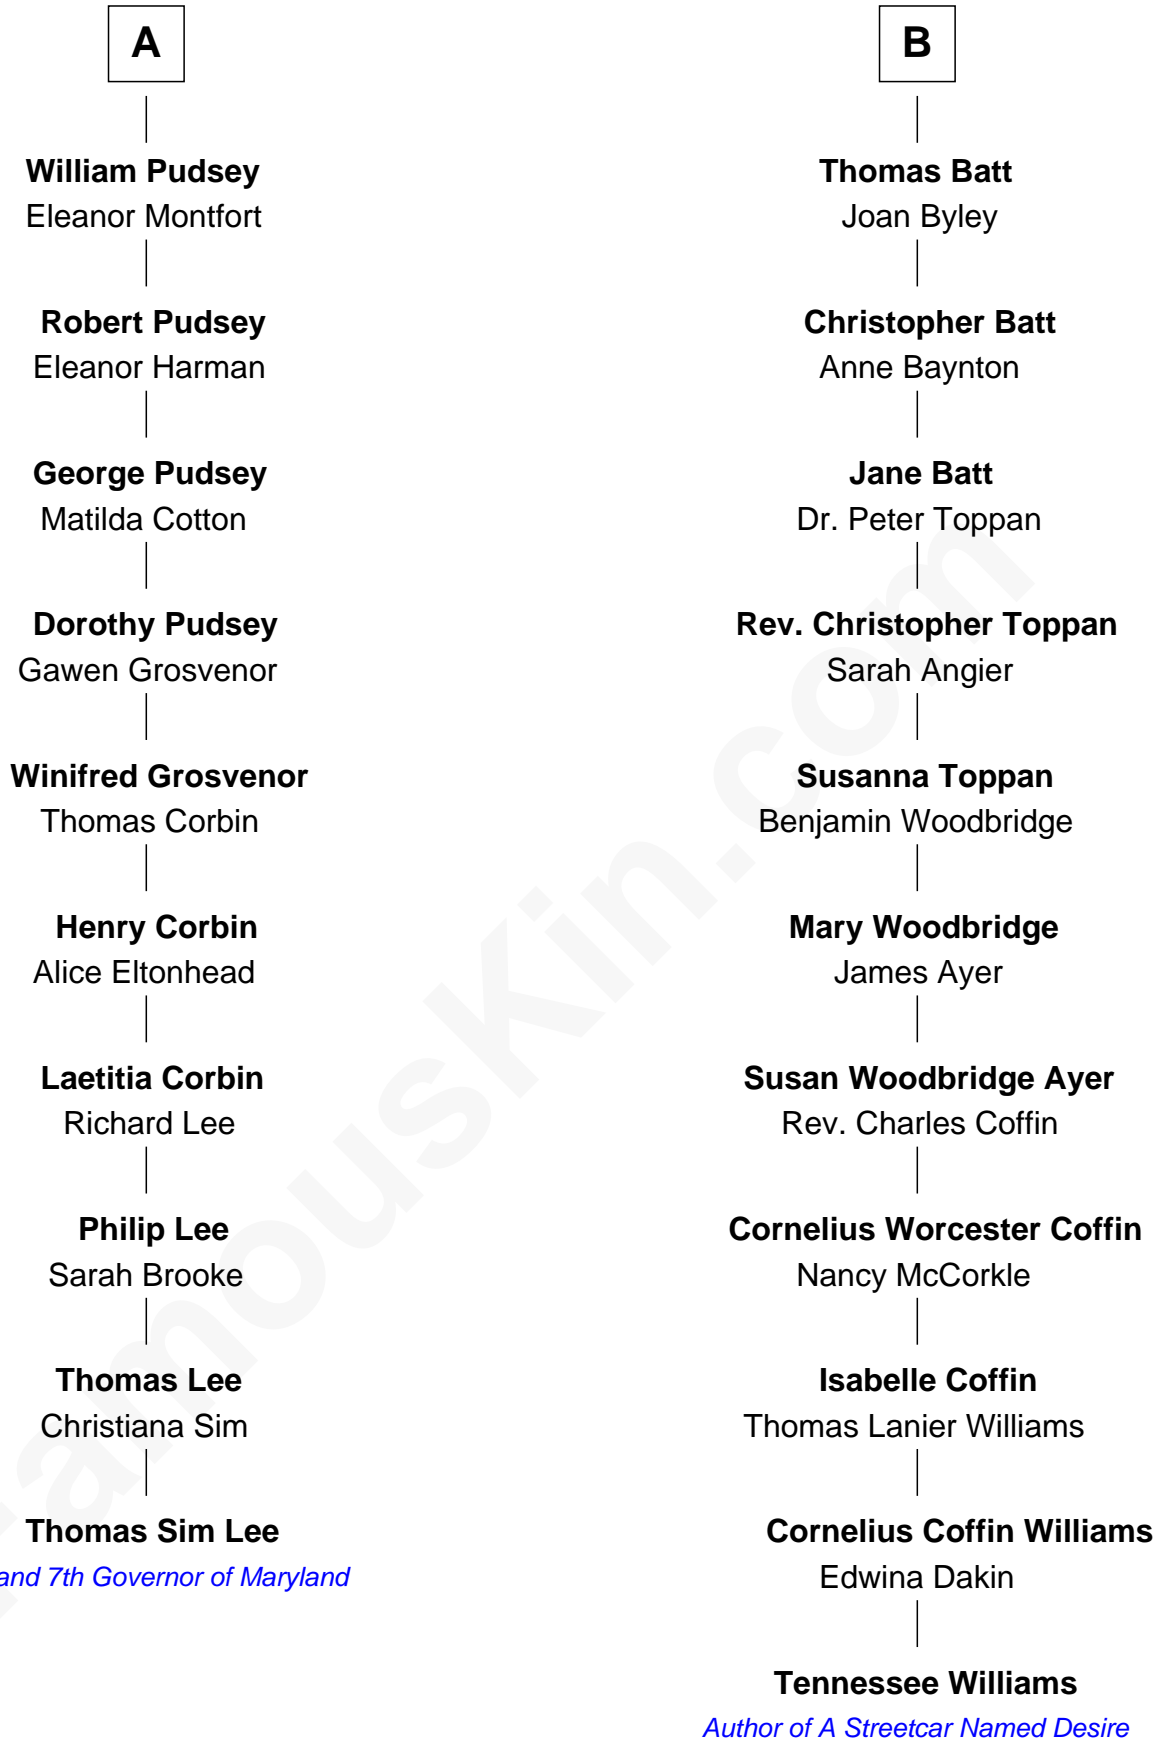 A
William Pudsey
Eleanor Montfort
Robert Pudsey
Eleanor Harman
George Pudsey
Matilda Cotton
Dorothy Pudsey
Gawen Grosvenor
Winifred Grosvenor
Thomas Corbin
Henry Corbin
Alice Eltonhead
Laetitia Corbin
Richard Lee
Philip Lee
Sarah Brooke
Thomas Lee
Christiana Sim
Thomas Sim Lee
and 7th Governor of Maryland
B
Thomas Batt
Joan Byley
Christopher Batt
Anne Baynton
Jane Batt
Dr. Peter Toppan
Rev. Christopher Toppan
Sarah Angier
Susanna Toppan
Benjamin Woodbridge
Mary Woodbridge
James Ayer
Susan Woodbridge Ayer
Rev. Charles Coffin
Cornelius Worcester Coffin
Nancy McCorkle
Isabelle Coffin
Thomas Lanier Williams
Cornelius Coffin Williams
Edwina Dakin
Tennessee Williams
Author of A Streetcar Named Desire
FamousKin.com